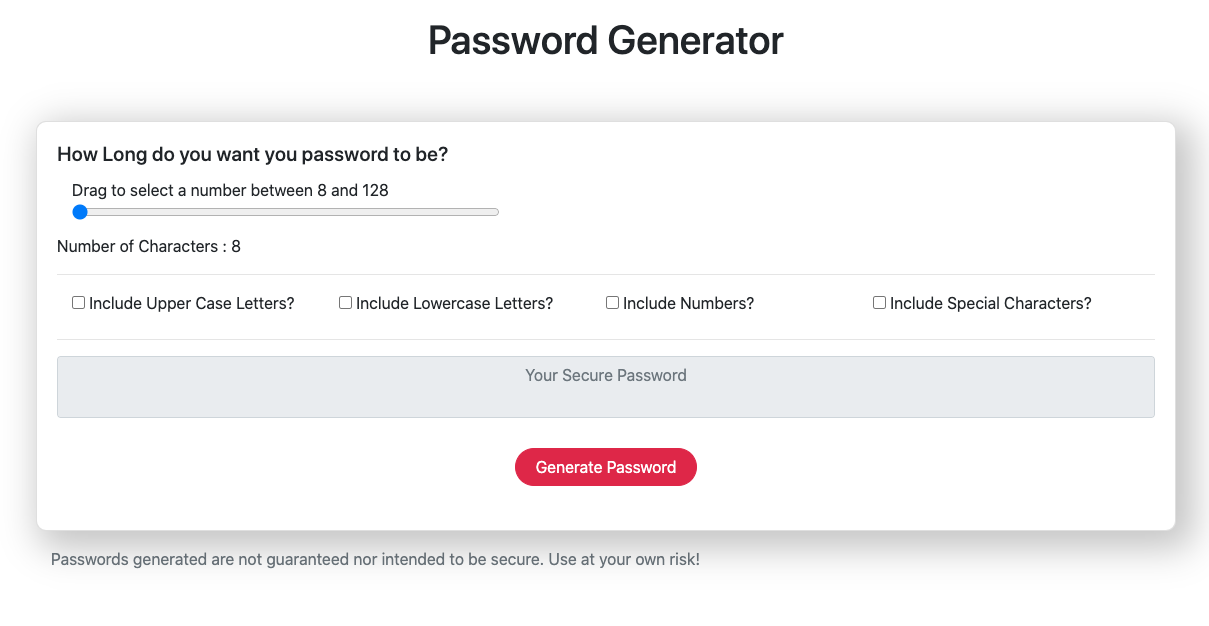 Password Generator
How Long do you want you password to be?
Drag to select a number between 8 and 128
Number of Characters : 8
Include Upper Case Letters? Include Lowercase Letters? Include Numbers? Include Special Characters?
Your Secure Password
Generate Password
Passwords generated are not guaranteed nor intended to be secure. Use at your own risk!